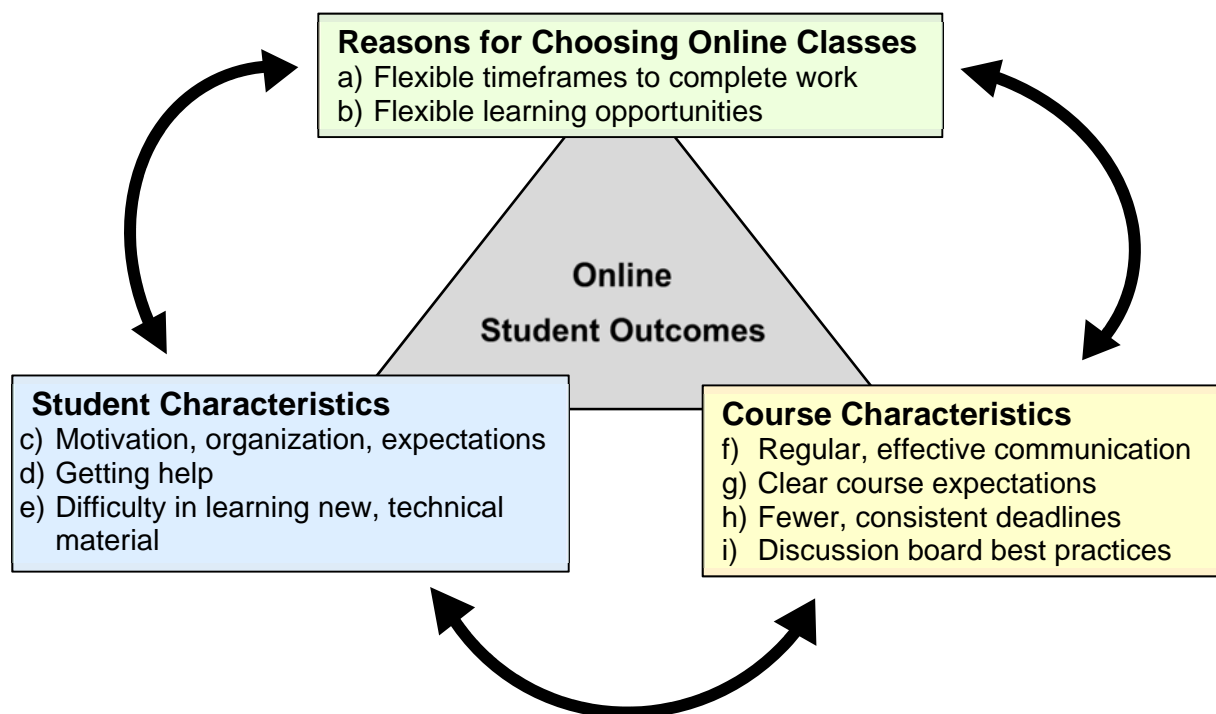 Reasons for Choosing Online Classes
a) Flexible timeframes to complete work
b) Flexible learning opportunities
Online
Student Outcomes
Student Characteristics
c) Motivation, organization, expectations
d) Getting help
e) Difficulty in learning new, technical
material
Course Characteristics
f) Regular, effective communication
g) Clear course expectations
h) Fewer, consistent deadlines
i) Discussion board best practices